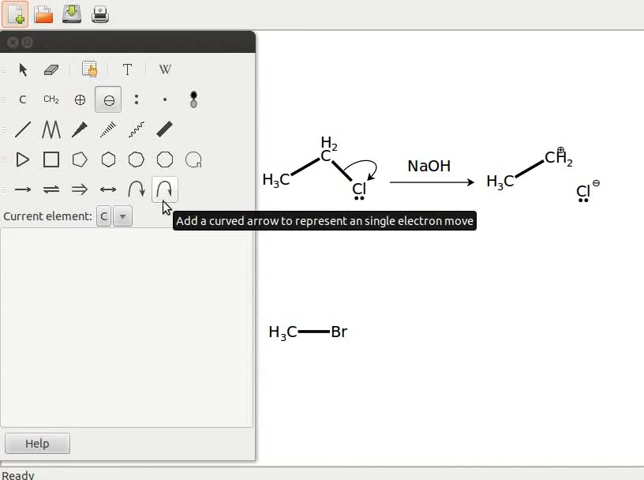 T W
C CH2
Current element: C
Add a curved arrow to represent an single electron move
Help
Ready
H2
C
H3C
Cl
NaOH
H3C
CH2
⊕
Cl⊖
H3C Br